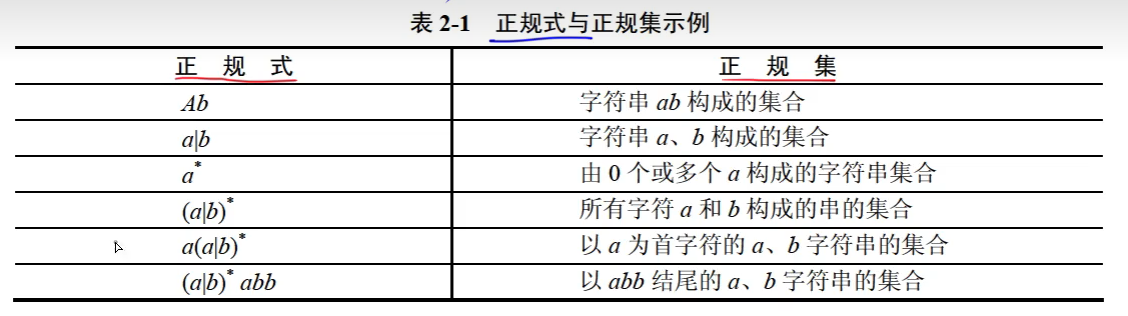 表 2-1 正规式与正规集示例
正 规 式 正 规 集
Ab 字符串 ab 构成的集合
a|b 字符串 a、b 构成的集合
a* 由 0 个或多个 a 构成的字符串集合
(a|b)* 所有字符 a 和 b 构成的串的集合
a(a|b)* 以 a 为首字符的 a、b 字符串的集合
(a|b)* abb 以 abb 结尾的 a、b 字符串的集合